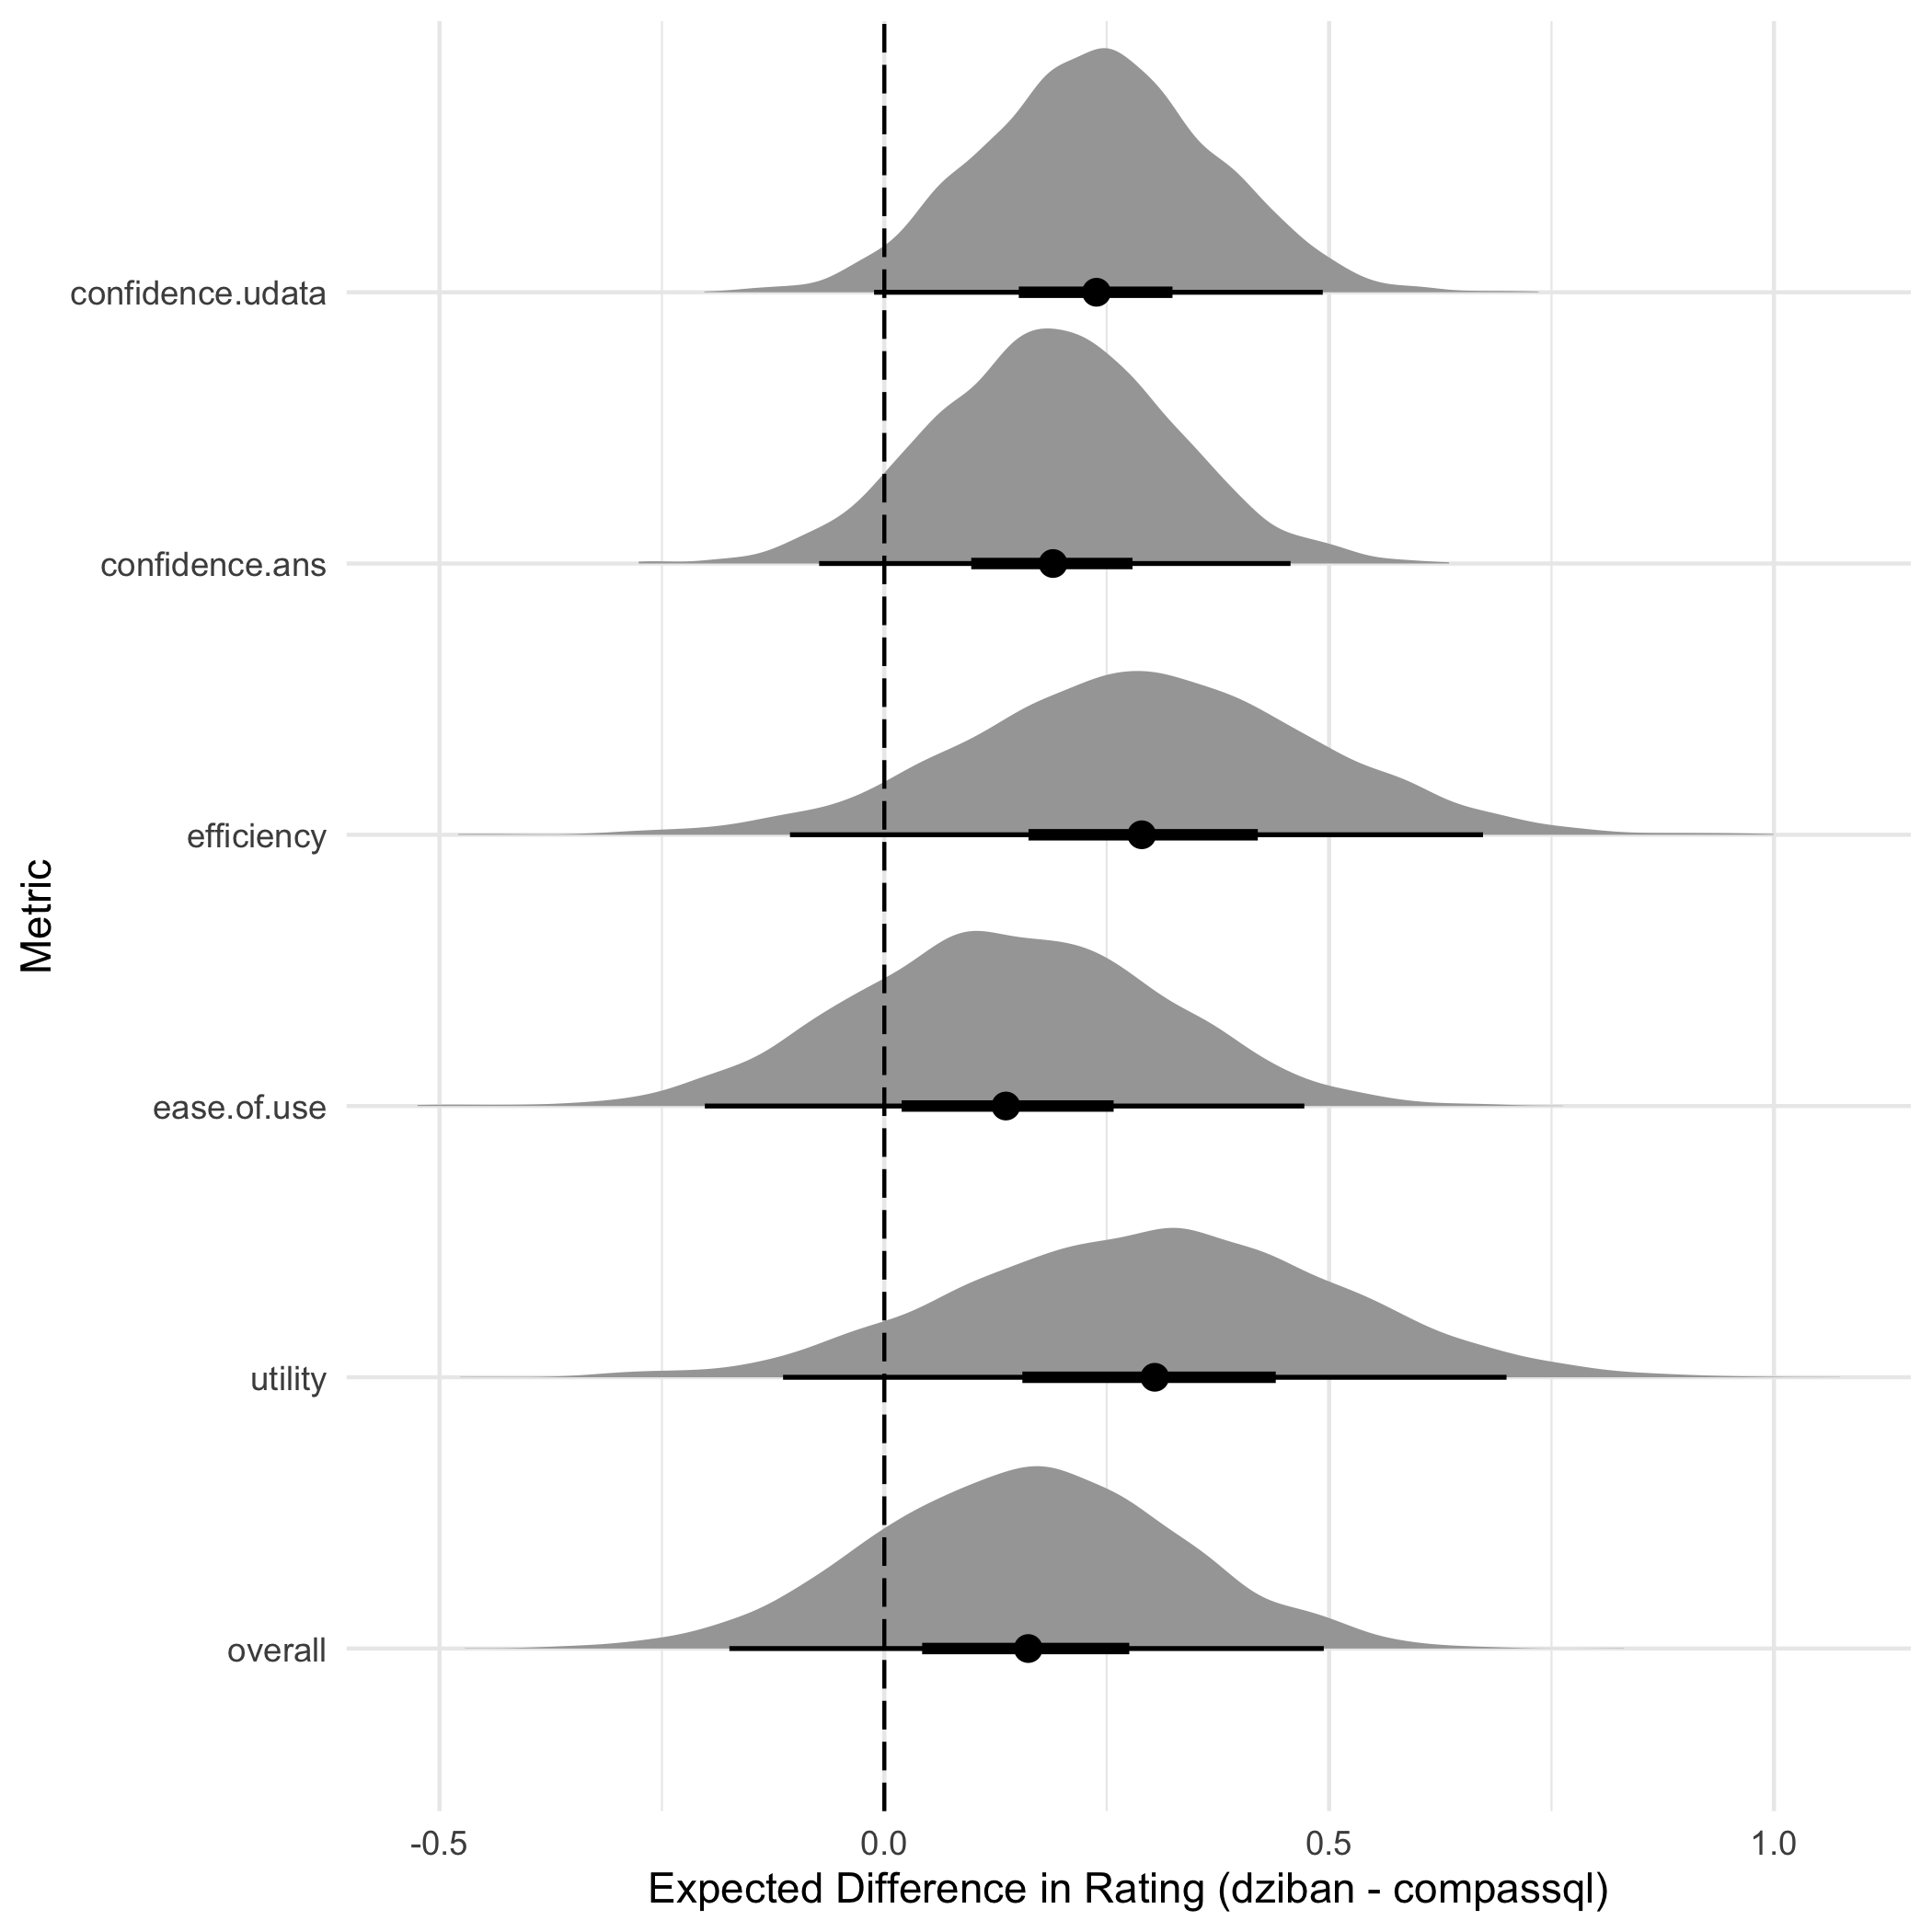 confidence.udata
confidence.ans
efficiency
ease.of.use
utility
overall
Metric
-0.5 0.0 0.5 1.0
Expected Difference in Rating (dziban - compassql)